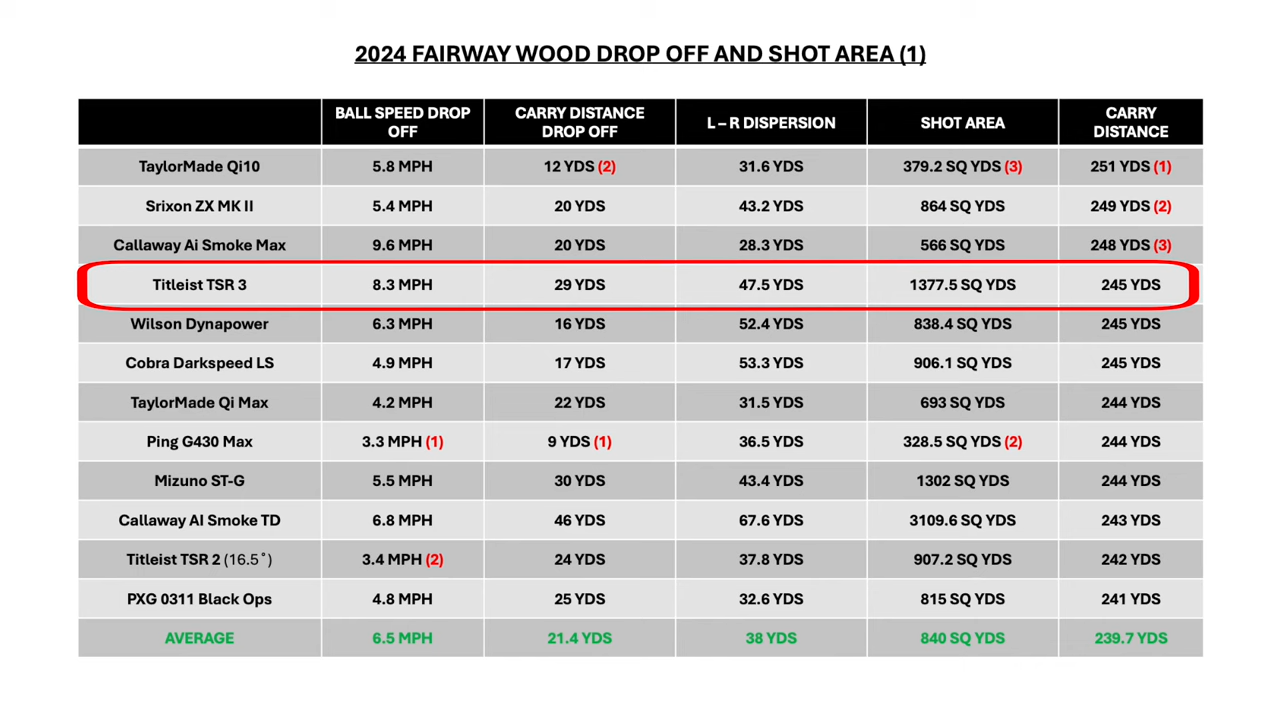 2024 FAIRWAY WOOD DROP OFF AND SHOT AREA (1)
BALL SPEED DROP OFF CARRY DISTANCE DROP OFF L – R DISPERSION SHOT AREA CARRY DISTANCE
TaylorMade Qi10 5.8 MPH 12 YDS (2) 31.6 YDS 379.2 SQ YDS (3) 251 YDS (1)
Srixon ZX MK II 5.4 MPH 20 YDS 43.2 YDS 864 SQ YDS 249 YDS (2)
Callaway Ai Smoke Max 9.6 MPH 20 YDS 28.3 YDS 566 SQ YDS 248 YDS (3)
Titleist TSR 3 8.3 MPH 29 YDS 47.5 YDS 1377.5 SQ YDS 245 YDS
Wilson Dynapower 6.3 MPH 16 YDS 52.4 YDS 838.4 SQ YDS 245 YDS
Cobra Darkspeed LS 4.9 MPH 17 YDS 53.3 YDS 906.1 SQ YDS 245 YDS
TaylorMade Qi Max 4.2 MPH 22 YDS 31.5 YDS 693 SQ YDS 244 YDS
Ping G430 Max 3.3 MPH (1) 9 YDS (1) 36.5 YDS 328.5 SQ YDS (2) 244 YDS
Mizuno ST-G 5.5 MPH 30 YDS 43.4 YDS 1302 SQ YDS 244 YDS
Callaway AI Smoke TD 6.8 MPH 46 YDS 67.6 YDS 3109.6 SQ YDS 243 YDS
Titleist TSR 2 (16.5˚) 3.4 MPH (2) 24 YDS 37.8 YDS 907.2 SQ YDS 242 YDS
PXG 0311 Black Ops 4.8 MPH 25 YDS 32.6 YDS 815 SQ YDS 241 YDS
AVERAGE 6.5 MPH 21.4 YDS 38 YDS 840 SQ YDS 239.7 YDS